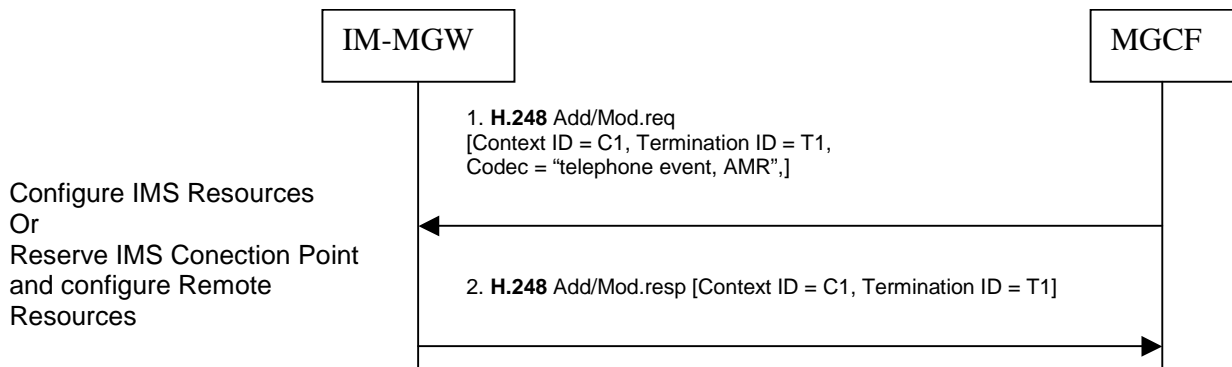 IM-MGW
MGCF
1. H.248 Add/Mod.req
[Context ID = C1, Termination ID = T1,
Codec = “telephone event, AMR”,]
Configure IMS Resources
Or
Reserve IMS Conection Point
and configure Remote
Resources
2. H.248 Add/Mod.resp [Context ID = C1, Termination ID = T1]